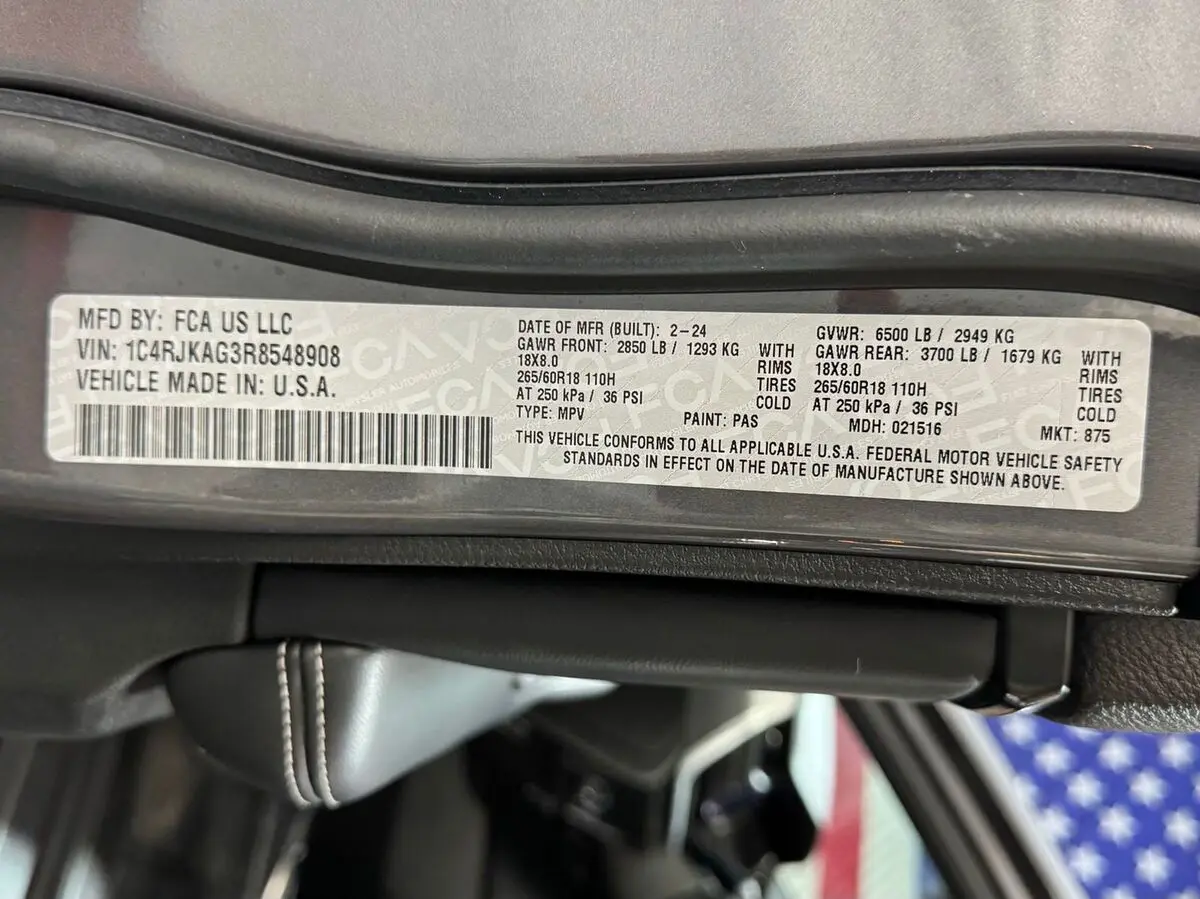 MFD BY: FCA US LLC
VIN: 1C4RJKAG3R8548908
VEHICLE MADE IN: U.S.A.
DATE OF MFR (BUILT): 2-24
GVWR: 6500 LB / 2949 KG
GAWR FRONT: 2850 LB / 1293 KG WITH
18X8.0 RIMS
265/60R18 110H TIRES
AT 250 kPa / 36 PSI COLD
GAWR REAR: 3700 LB / 1679 KG WITH
18X8.0 RIMS
265/60R18 110H TIRES
AT 250 kPa / 36 PSI COLD
TYPE: MPV PAINT: PAS MDH: 021516 MKT: 875
THIS VEHICLE CONFORMS TO ALL APPLICABLE U.S.A. FEDERAL MOTOR VEHICLE SAFETY
STANDARDS IN EFFECT ON THE DATE OF MANUFACTURE SHOWN ABOVE.